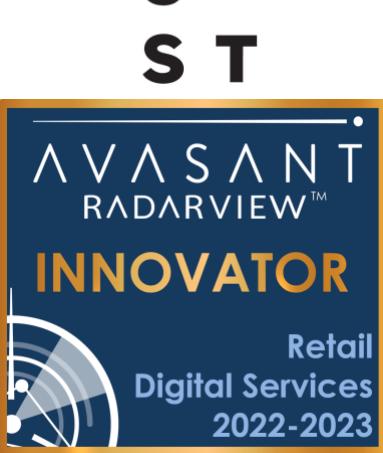 S T
AVASANT
RADARVIEW™
INNOVATOR
Retail
Digital Services
2022-2023